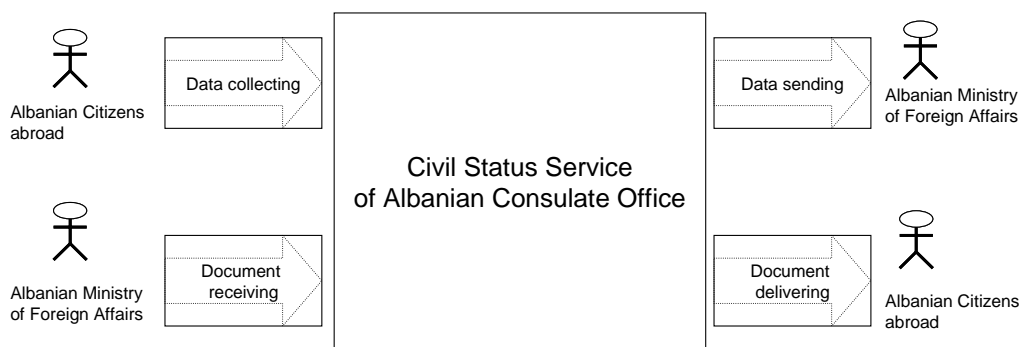 Albanian Citizens
abroad
Data collecting
Data sending
Albanian Ministry
of Foreign Affairs
Civil Status Service
of Albanian Consulate Office
Albanian Ministry
of Foreign Affairs
Document
receiving
Document
delivering
Albanian Citizens
abroad